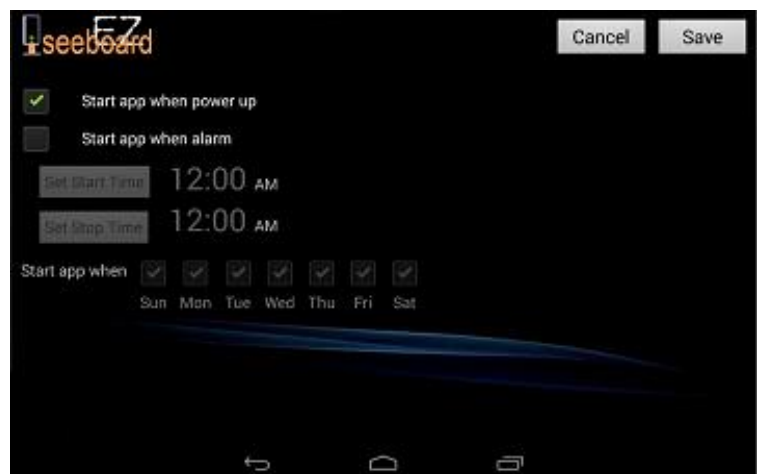 EZ
seeboard
Cancel Save
Start app when power up
Start app when alarm
Set Start Time 12:00 AM
Set Stop Time 12:00 AM
Start app when
Sun Mon Tue Wed Thu Fri Sat